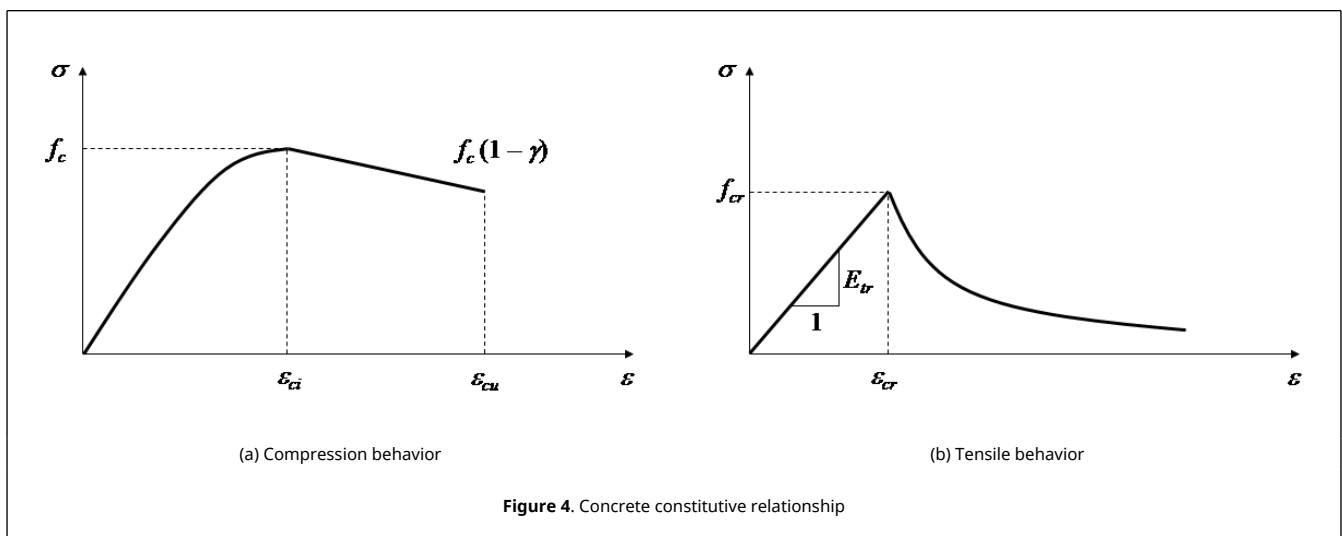 σ
f_c
f_c (1 − γ)
ε_ci
ε_cu
ε
(a) Compression behavior
σ
f_cr
E_tr
1
ε_cr
ε
(b) Tensile behavior
Figure 4. Concrete constitutive relationship